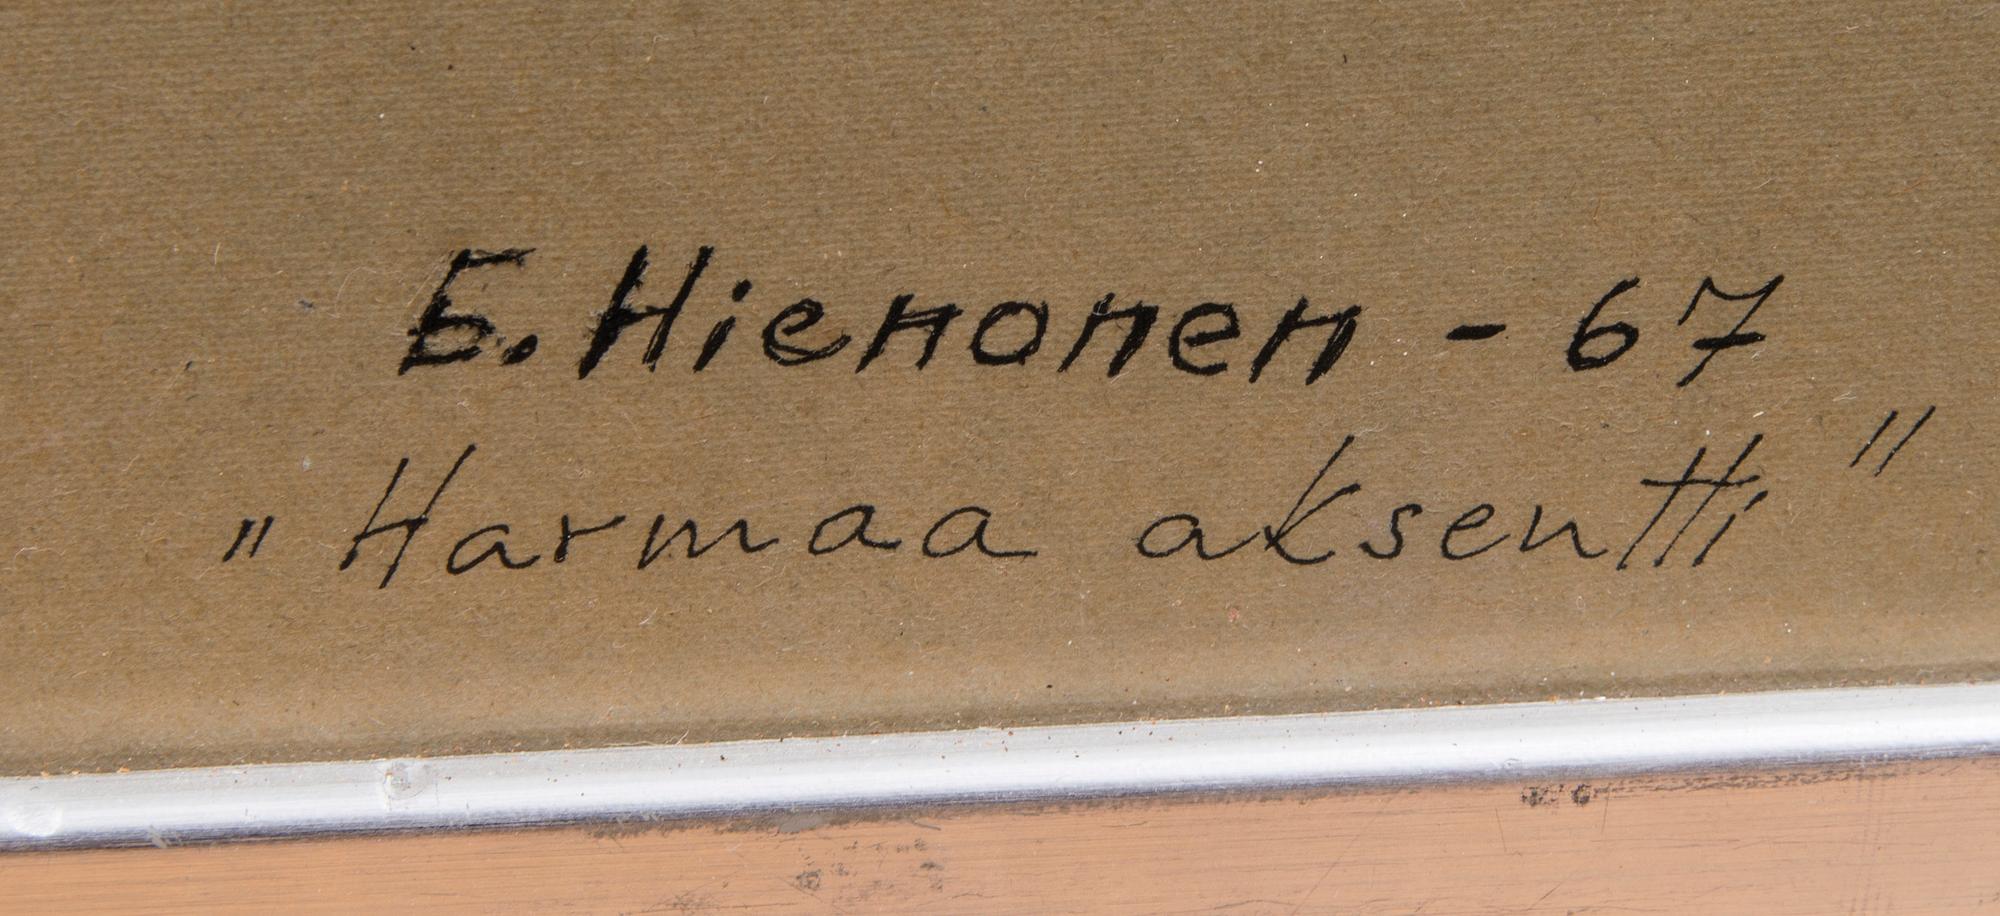 E. Hienonen - 67
„Harmaa aksentti”